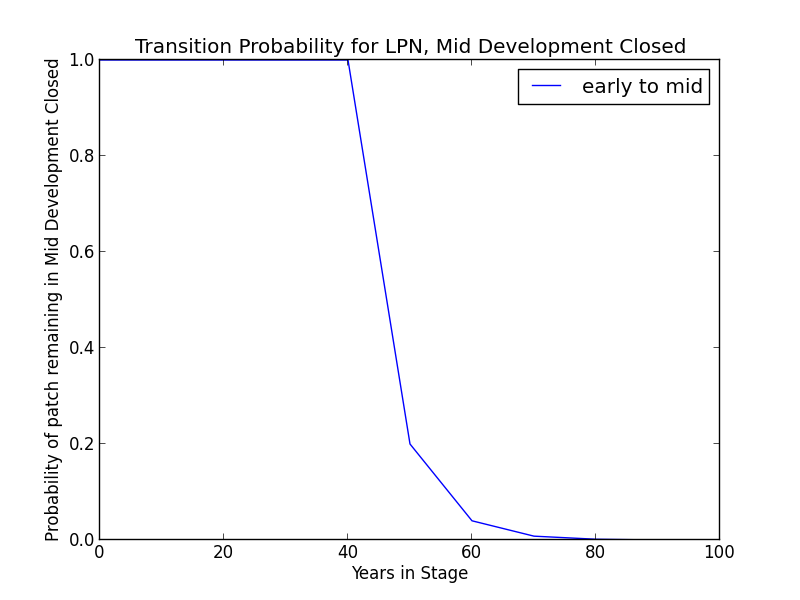 Transition Probability for LPN, Mid Development Closed
early to mid
Probability of patch remaining in Mid Development Closed
1.0
0.8
0.6
0.4
0.2
0.0
0 20 40 60 80 100
Years in Stage